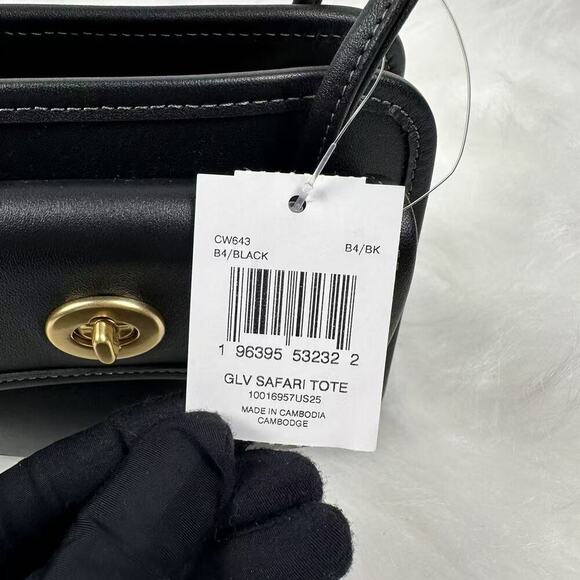 CW643 B4/BK
B4/BLACK
1 96395 53232 2
GLV SAFARI TOTE
10016957US25
MADE IN CAMBODIA
CAMBODGE